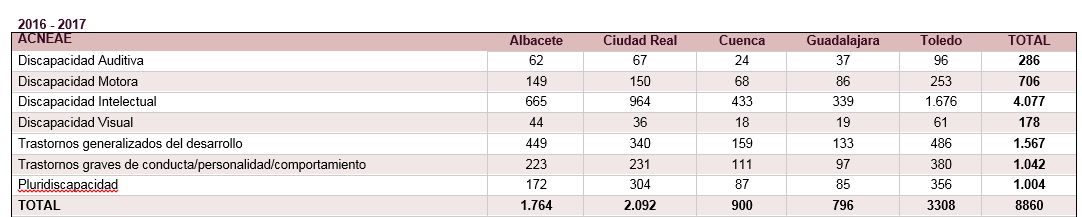 2016 - 2017
ACNEAE Albacete Ciudad Real Cuenca Guadalajara Toledo TOTAL
Discapacidad Auditiva 62 67 24 37 96 286
Discapacidad Motora 149 150 68 86 253 706
Discapacidad Intelectual 665 964 433 339 1.676 4.077
Discapacidad Visual 44 36 18 19 61 178
Trastornos generalizados del desarrollo 449 340 159 133 486 1.567
Trastornos graves de conducta/personalidad/comportamiento 223 231 111 97 380 1.042
Pluridiscapacidad 172 304 87 85 356 1.004
TOTAL 1.764 2.092 900 796 3308 8860